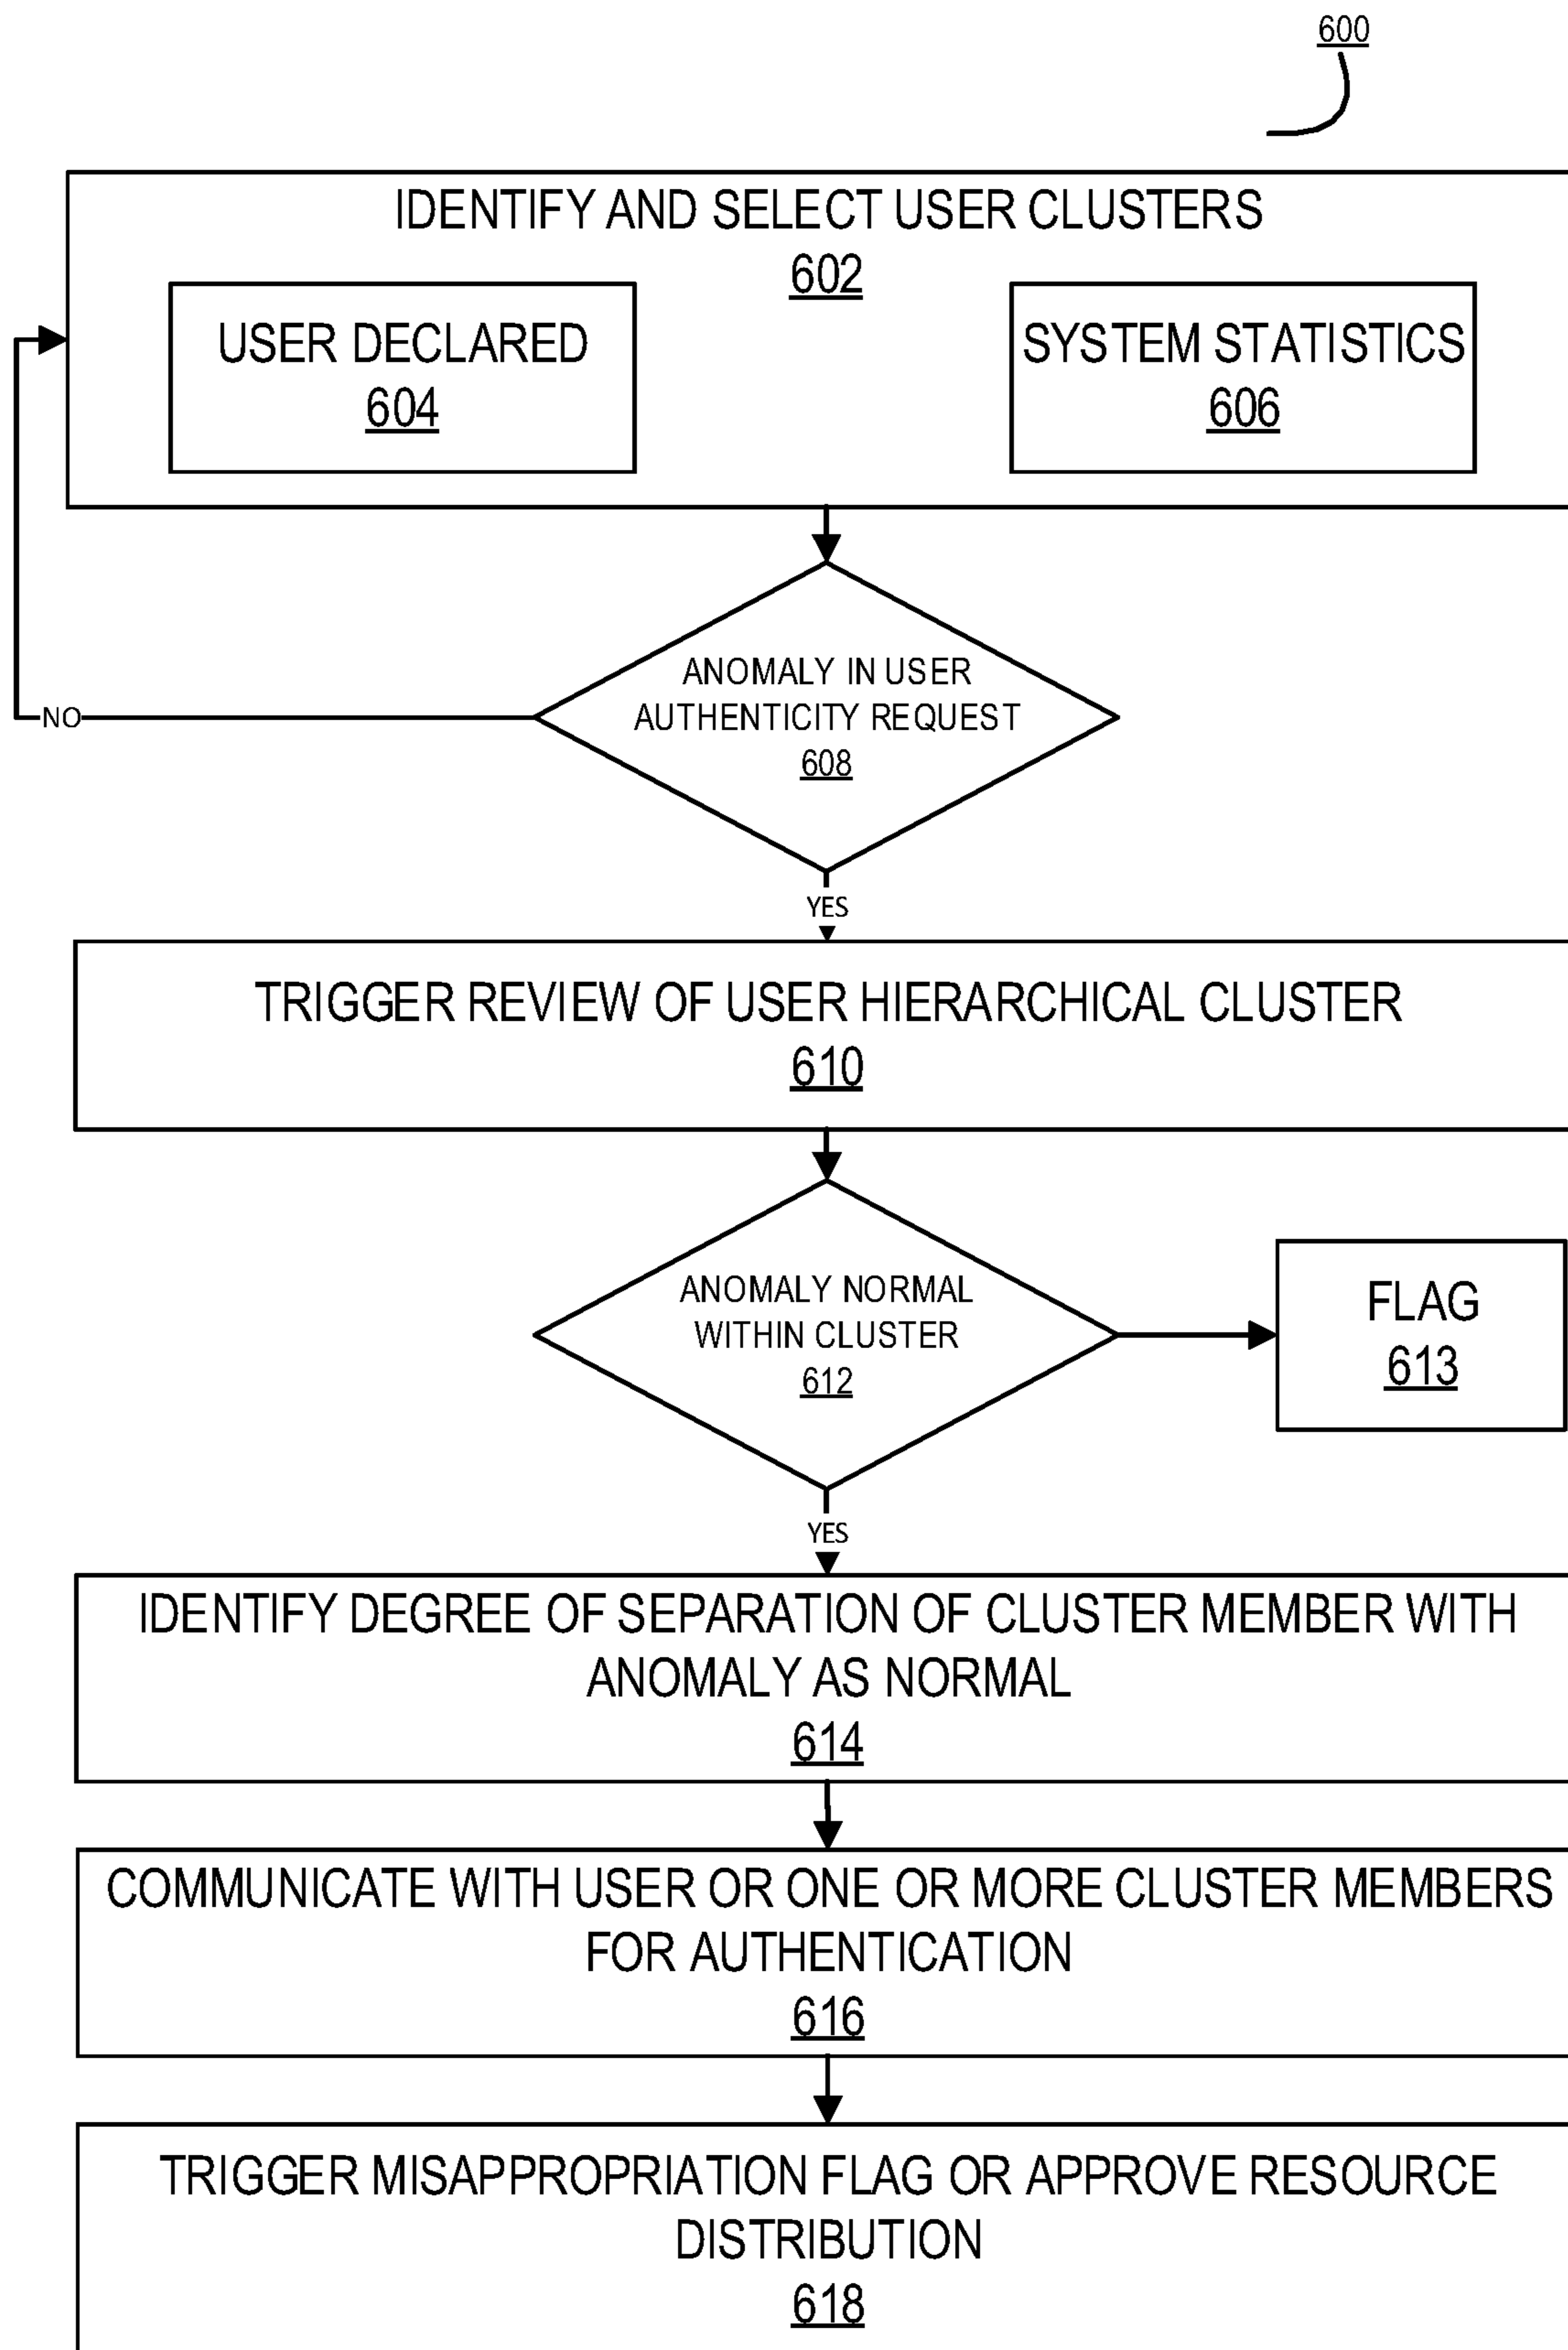 600
IDENTIFY AND SELECT USER CLUSTERS
602
USER DECLARED
604
SYSTEM STATISTICS
606
ANOMALY IN USER
AUTHENTICITY REQUEST
608
NO
YES
TRIGGER REVIEW OF USER HIERARCHICAL CLUSTER
610
ANOMALY NORMAL
WITHIN CLUSTER
612
FLAG
613
YES
IDENTIFY DEGREE OF SEPARATION OF CLUSTER MEMBER WITH
ANOMALY AS NORMAL
614
COMMUNICATE WITH USER OR ONE OR MORE CLUSTER MEMBERS
FOR AUTHENTICATION
616
TRIGGER MISAPPROPRIATION FLAG OR APPROVE RESOURCE
DISTRIBUTION
618